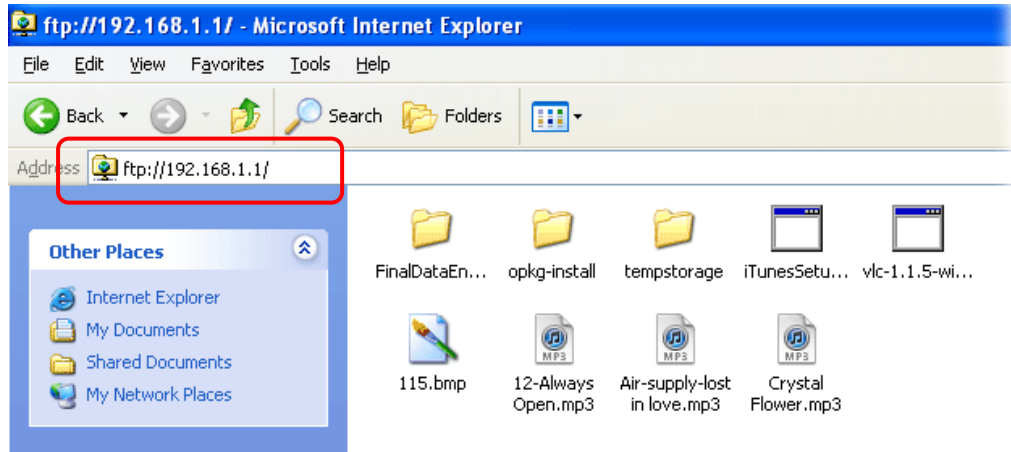 ftp://192.168.1.1/ - Microsoft Internet Explorer
File Edit View Favorites Tools Help
Back Search Folders
Address ftp://192.168.1.1/
Other Places
Internet Explorer
My Documents
Shared Documents
My Network Places
FinalDataEn... opkg-install tempstorage iTunesSetu... vlc-1.1.5-wi...
MP3 MP3 MP3
115.bmp 12-Always Air-supply-lost Crystal
Open.mp3 in love.mp3 Flower.mp3